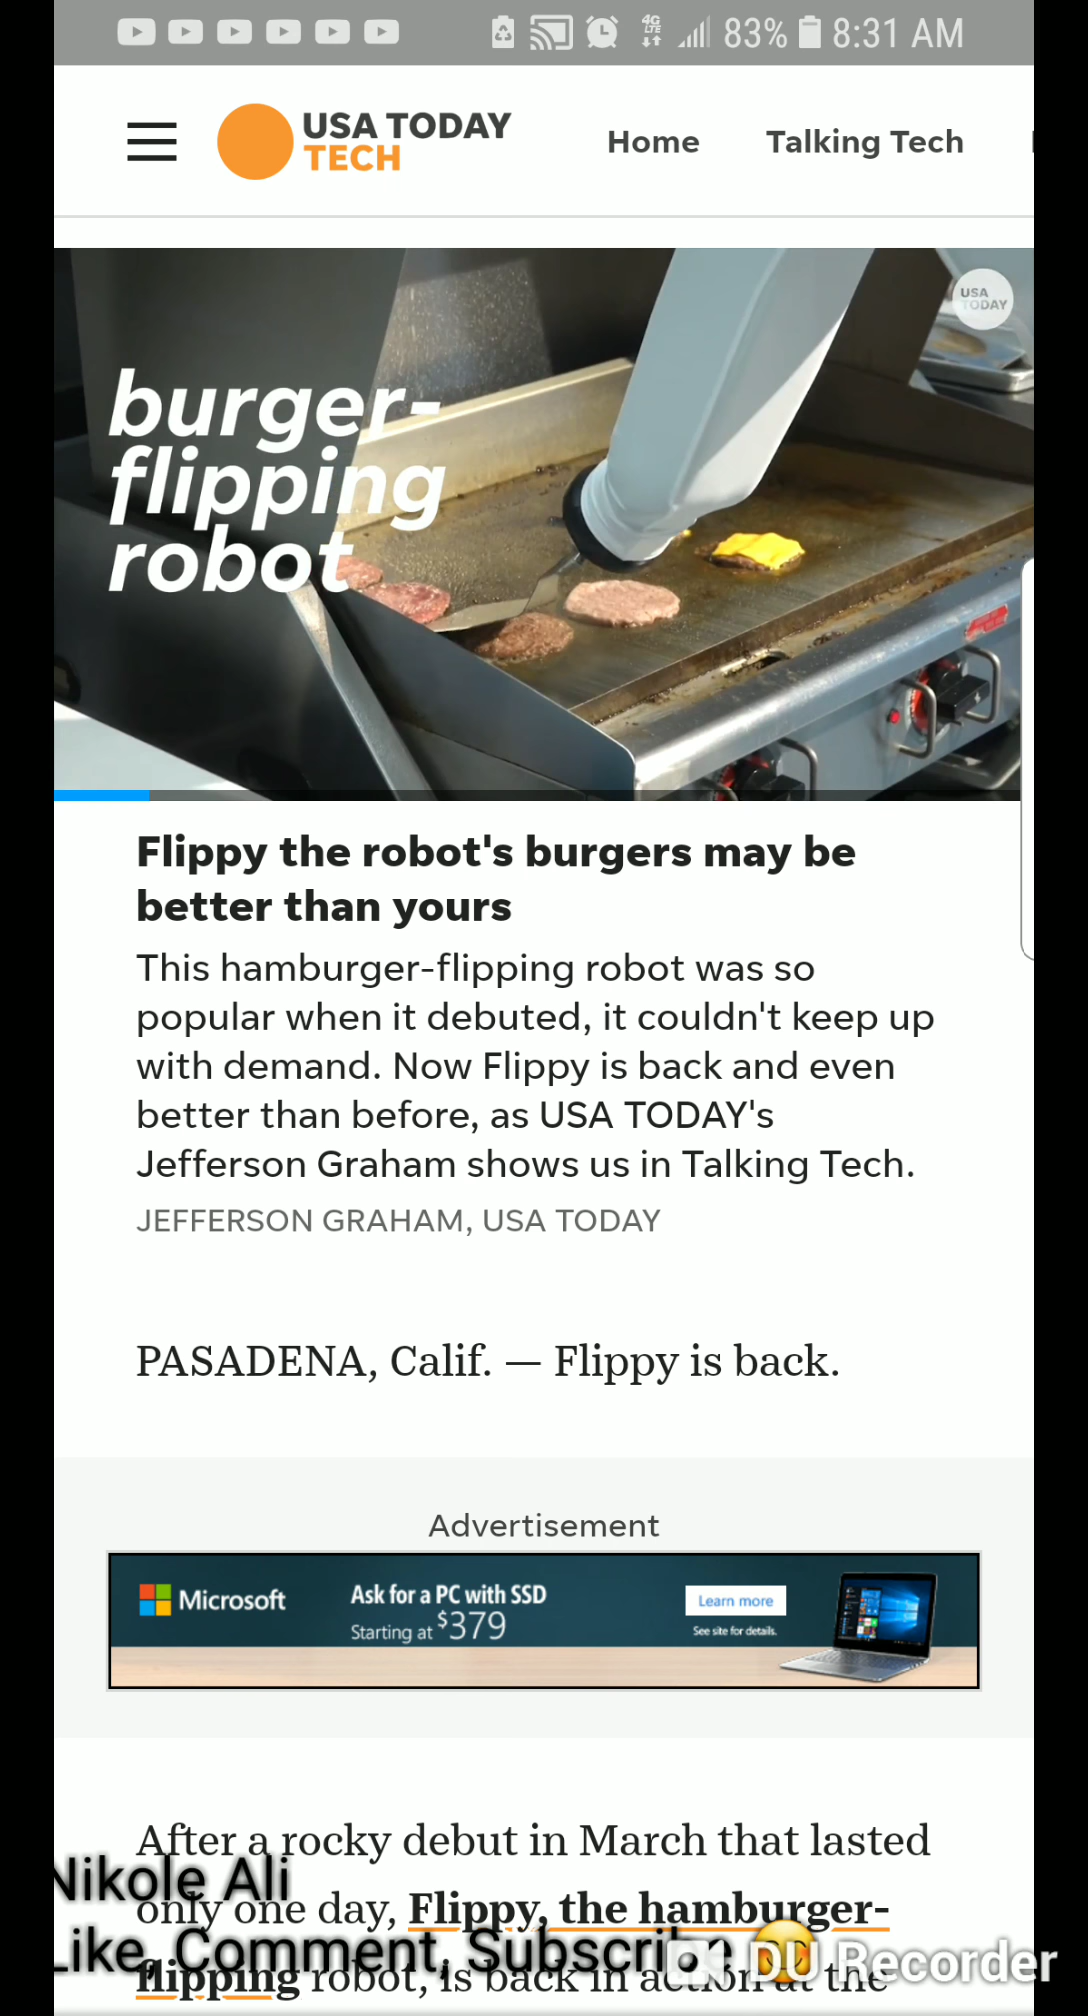 4G
LTE
83%
8:31 AM
USA TODAY
TECH
Home
Talking Tech
USA
TODAY
burger-
flipping
robot
Flippy the robot's burgers may be
better than yours
This hamburger-flipping robot was so
popular when it debuted, it couldn't keep up
with demand. Now Flippy is back and even
better than before, as USA TODAY's
Jefferson Graham shows us in Talking Tech.
JEFFERSON GRAHAM, USA TODAY
PASADENA, Calif. — Flippy is back.
Advertisement
Microsoft
Ask for a PC with SSD
Starting at $379
Learn more
See site for details.
After a rocky debut in March that lasted
Nikole Ali
only one day, Flippy, the hamburger-
Like, Comment, Subscribe 😊
DU Recorder
flipping robot, is back in action at the